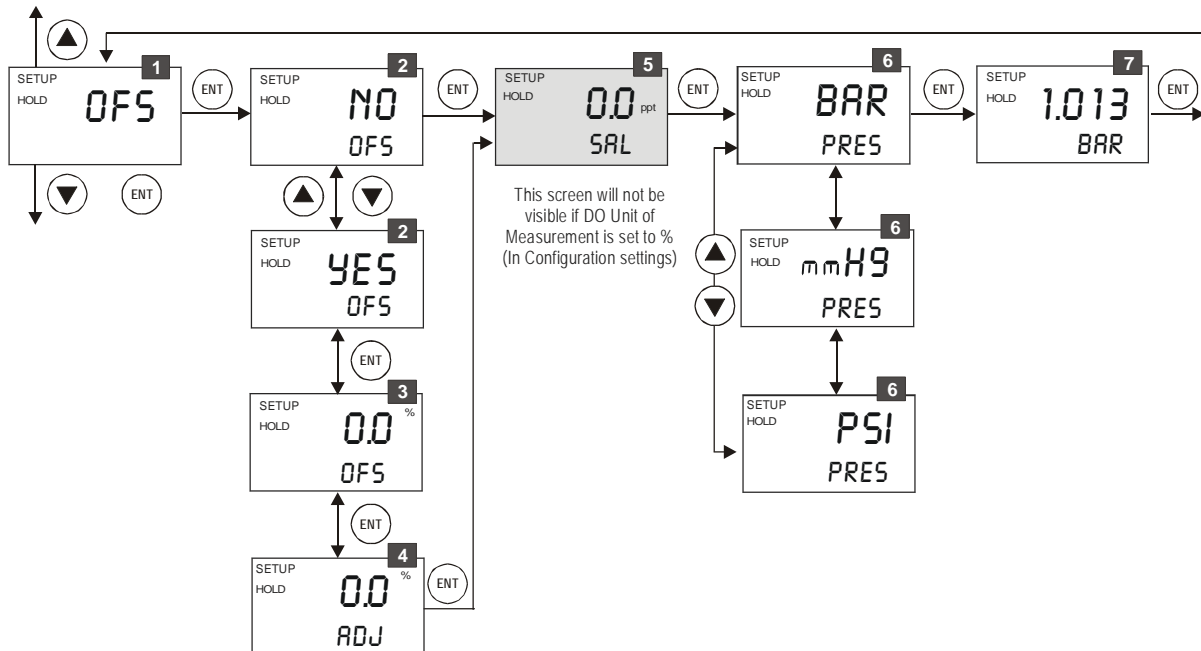 1
SETUP
HOLD
OFS
ENT
ENT
2
SETUP
HOLD
NO
OFS
ENT
2
SETUP
HOLD
YES
OFS
ENT
3
SETUP
HOLD
0.0 %
OFS
ENT
4
SETUP
HOLD
0.0 %
ADJ
ENT
5
SETUP
HOLD
0.0 ppt
SAL
This screen will not be
visible if DO Unit of
Measurement is set to %
(In Configuration settings)
ENT
6
SETUP
HOLD
BAR
PRES
6
SETUP
HOLD
mmHg
PRES
6
SETUP
HOLD
PSI
PRES
ENT
7
SETUP
HOLD
1.013
BAR
ENT